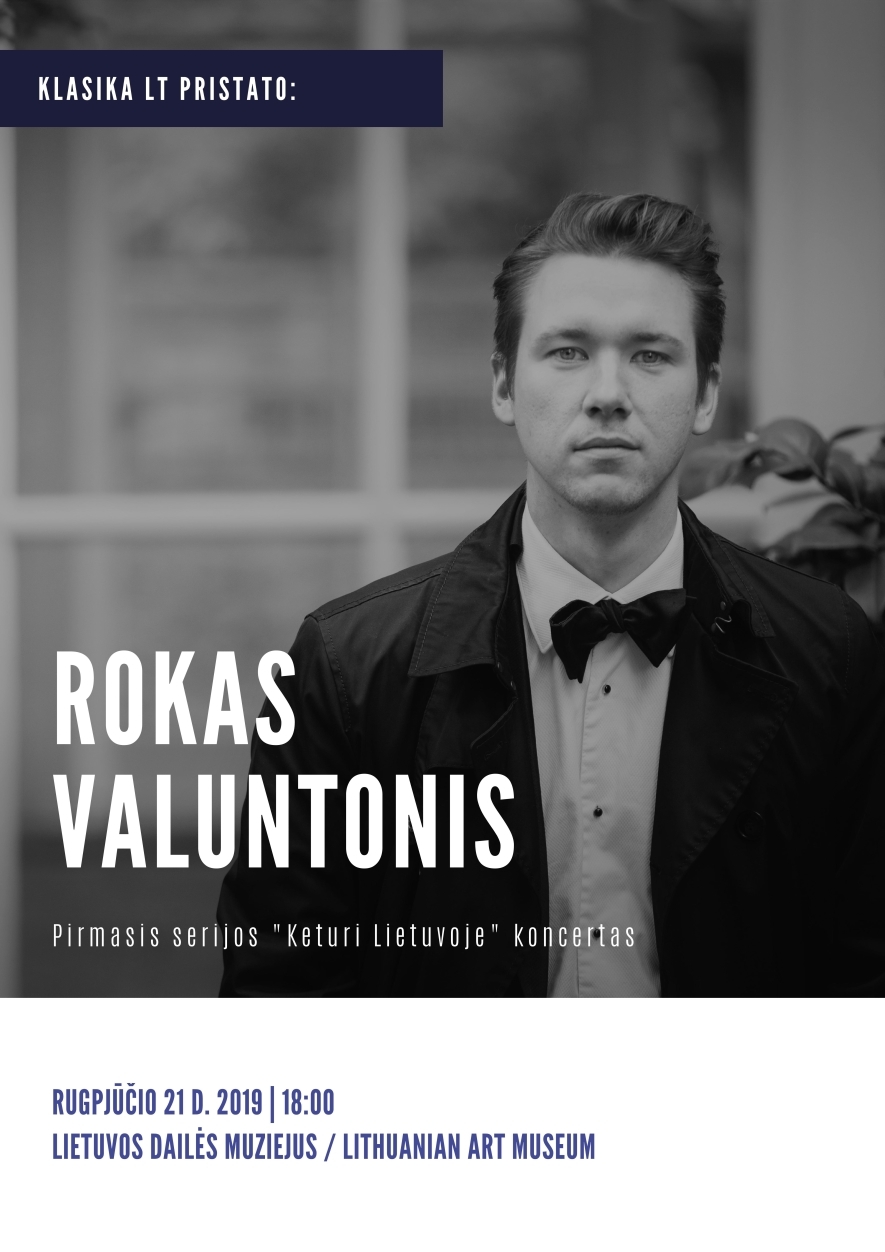 KLASIKA LT PRISTATO:
ROKAS
VALUNTONIS
Pirmasis serijos "Keturi Lietuvoje" koncertas
RUGPJŪČIO 21 D. 2019 | 18:00
LIETUVOS DAILĖS MUZIEJUS / LITHUANIAN ART MUSEUM